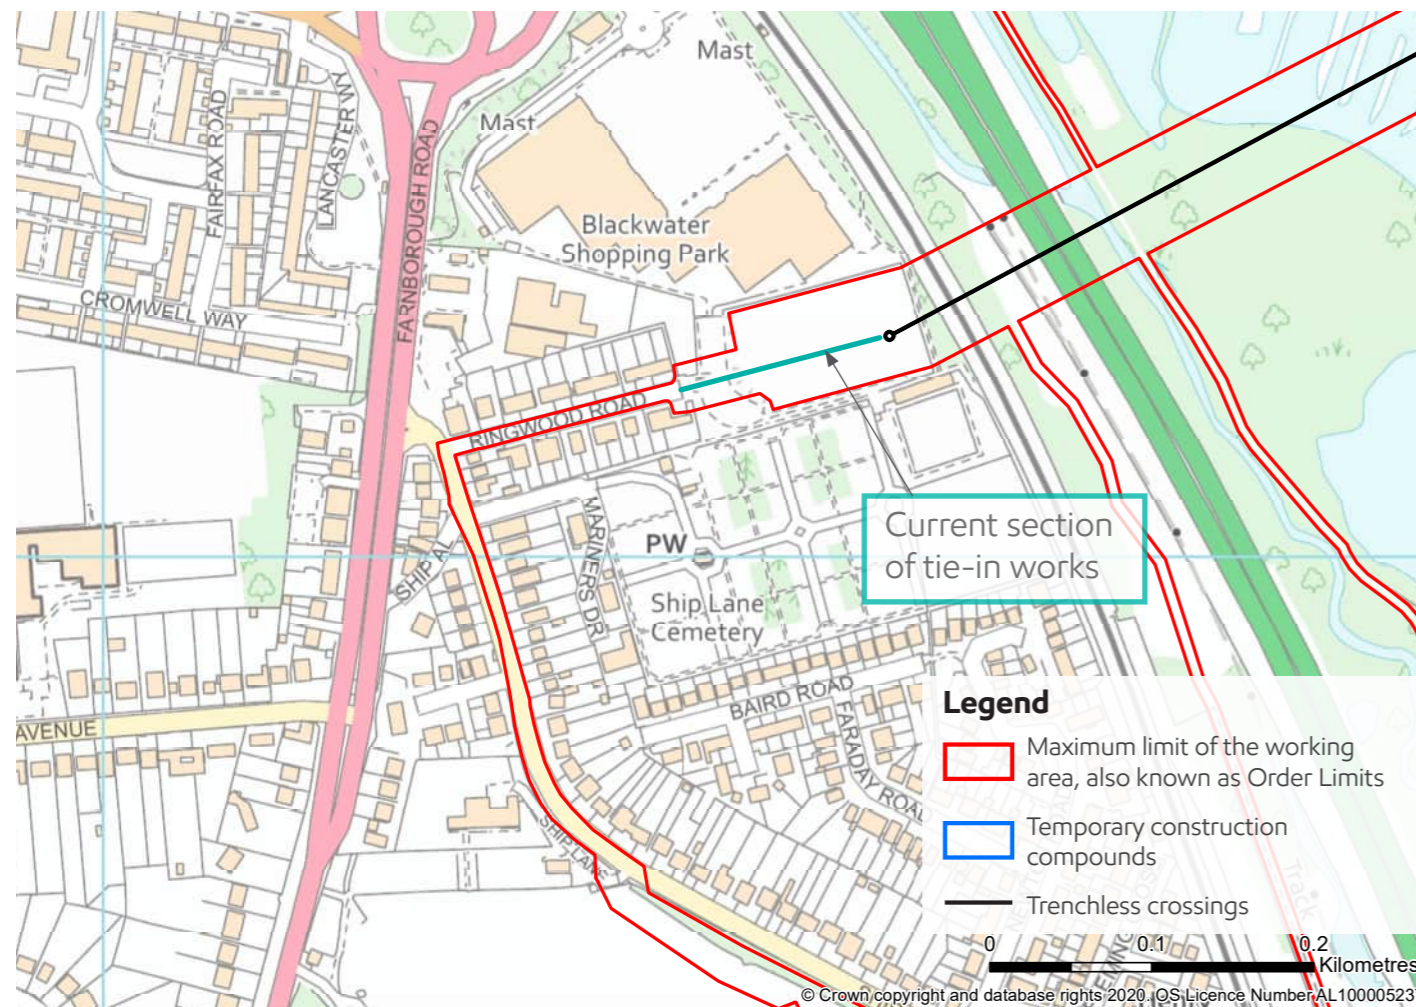 Mast
Mast
FAIRFAX ROAD
LANCASTER WY
FARNBOROUGH ROAD
Blackwater
Shopping Park
CROMWELL WAY
RINGWOOD ROAD
MARINERS DR
SHIP AL
PW
Ship Lane
Cemetery
Current section
of tie-in works
BAIRD ROAD
FARADAY ROAD
AVENUE
SHIP LANE
Legend
Maximum limit of the working
area, also known as Order Limits
Temporary construction
compounds
Trenchless crossings
Track
0 0.1 0.2
Kilometres
© Crown copyright and database rights 2020. OS Licence Number AL10000523